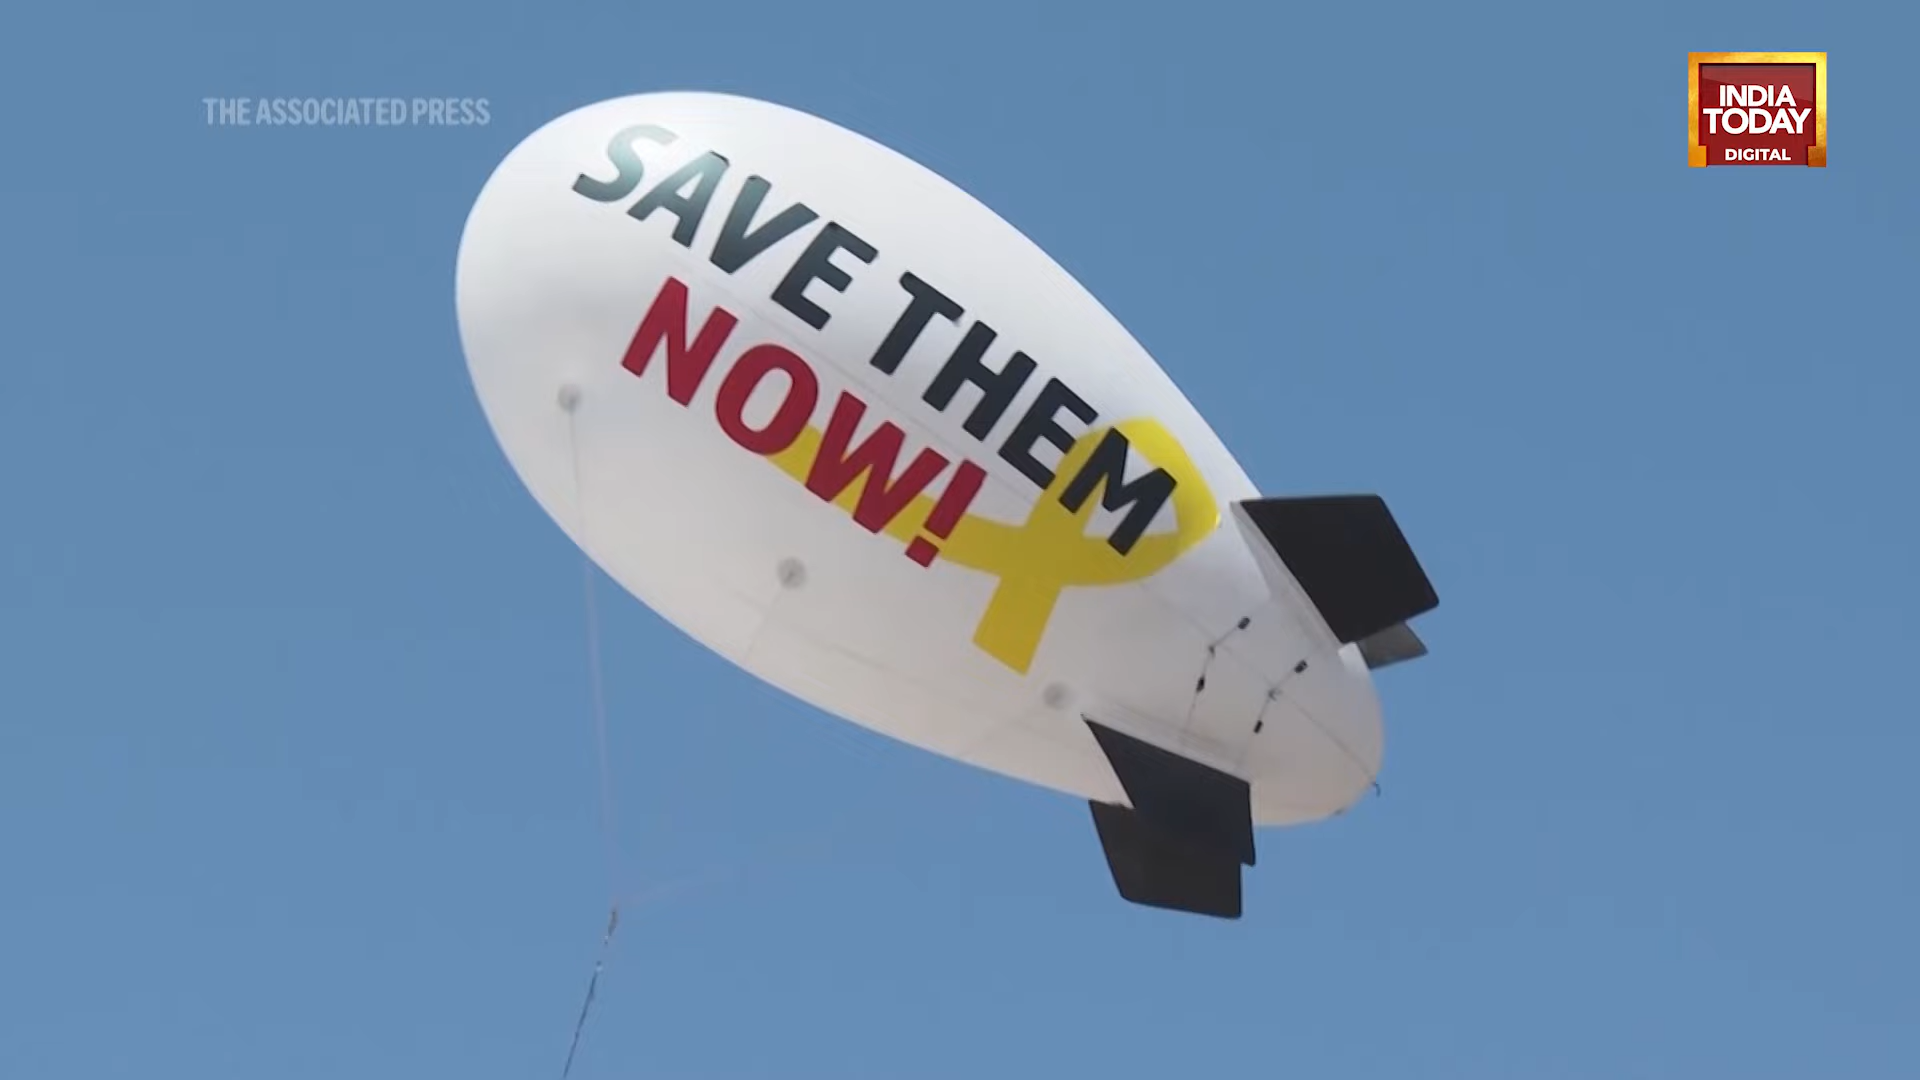 THE ASSOCIATED PRESS
INDIA
TODAY
DIGITAL
SAVE THEM
NOW!